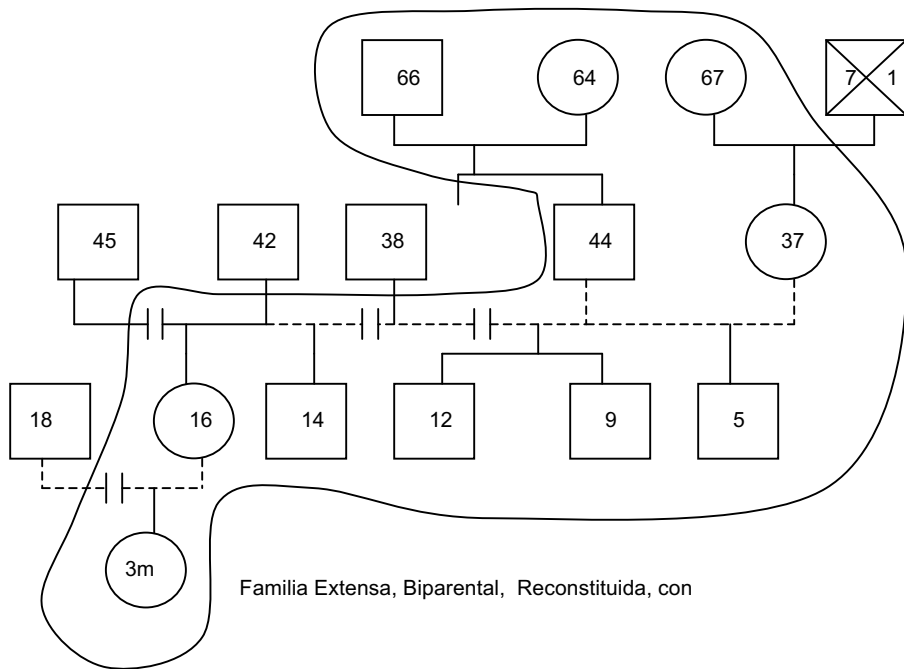 66 64 67 7 1
45 42 38 44 37
18 16 14 12 9 5
3m
Familia Extensa, Biparental, Reconstituida, con